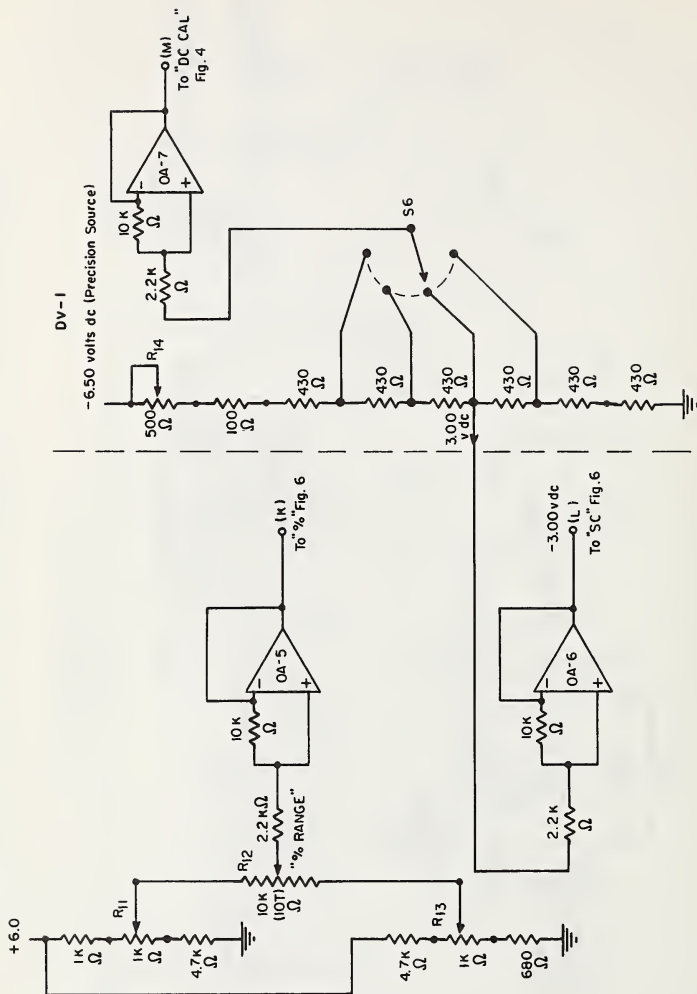 DV-1
-6.50 volts dc (Precision Source)
R14
500
Ω
100
Ω
430
Ω
430
Ω
430
Ω
430
Ω
430
Ω
430
Ω
3.00
v dc
S6
2.2K
Ω
10K
Ω
-
+
OA-7
(M)
To "DC CAL"
Fig. 4
+6.0
1K
Ω
R11
1K
Ω
4.7K
Ω
R12
10K
(10T)
Ω
"% RANGE"
2.2KΩ
10K
Ω
-
+
OA-5
(K)
To "%" Fig. 6
4.7K
Ω
R13
1K
Ω
680
Ω
2.2K
Ω
10K
Ω
-
+
OA-6
-3.00 v dc
(L)
To "SC" Fig. 6